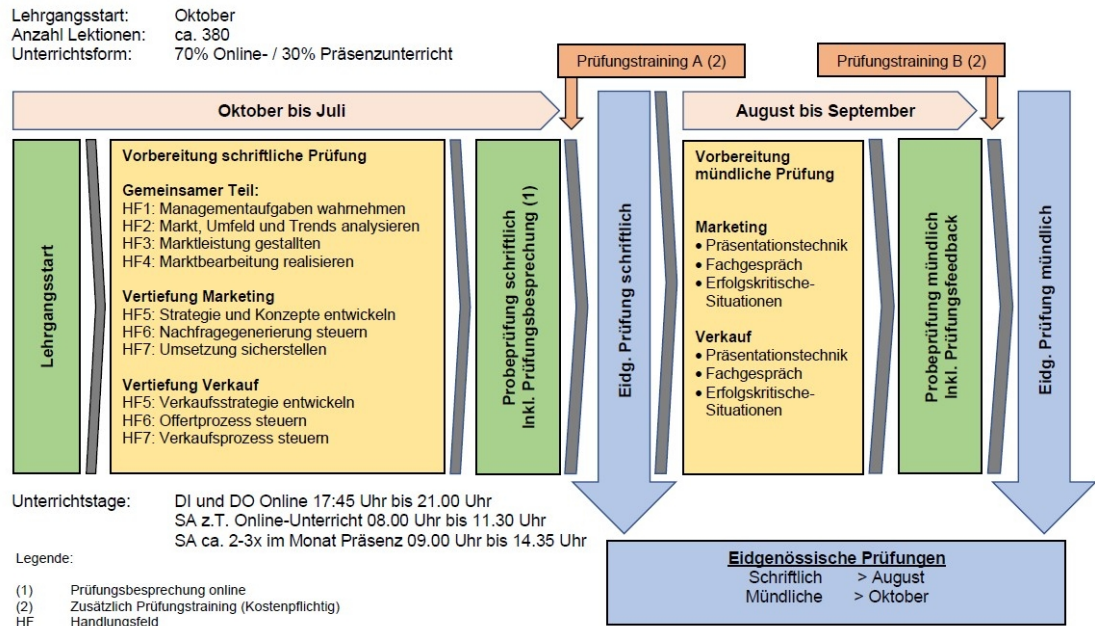 Lehrgangsstart: Oktober
Anzahl Lektionen: ca. 380
Unterrichtsform: 70% Online- / 30% Präsenzunterricht
Prüfungstraining A (2)
Prüfungstraining B (2)
Oktober bis Juli
August bis September
Lehrgangsstart
Vorbereitung schriftliche Prüfung
Gemeinsamer Teil:
HF1: Managementaufgaben wahrnehmen
HF2: Markt, Umfeld und Trends analysieren
HF3: Marktleistung gestallten
HF4: Marktbearbeitung realisieren
Vertiefung Marketing
HF5: Strategie und Konzepte entwickeln
HF6: Nachfragegenerierung steuern
HF7: Umsetzung sicherstellen
Vertiefung Verkauf
HF5: Verkaufsstrategie entwickeln
HF6: Offertprozess steuern
HF7: Verkaufsprozess steuern
Probeprüfung schriftlich
Inkl. Prüfungsbesprechung (1)
Eidg. Prüfung schriftlich
Vorbereitung
mündliche Prüfung
Marketing
• Präsentationstechnik
• Fachgespräch
• Erfolgskritische-
Situationen
Verkauf
• Präsentationstechnik
• Fachgespräch
• Erfolgskritische-
Situationen
Probeprüfung mündlich
Inkl. Prüfungsfeedback
Eidg. Prüfung mündlich
Unterrichtstage: DI und DO Online 17:45 Uhr bis 21.00 Uhr
SA z.T. Online-Unterricht 08.00 Uhr bis 11.30 Uhr
SA ca. 2-3x im Monat Präsenz 09.00 Uhr bis 14.35 Uhr
Legende:
(1) Prüfungsbesprechung online
(2) Zusätzlich Prüfungstraining (Kostenpflichtig)
HF Handlungsfeld
Eidgenössische Prüfungen
Schriftlich > August
Mündliche > Oktober